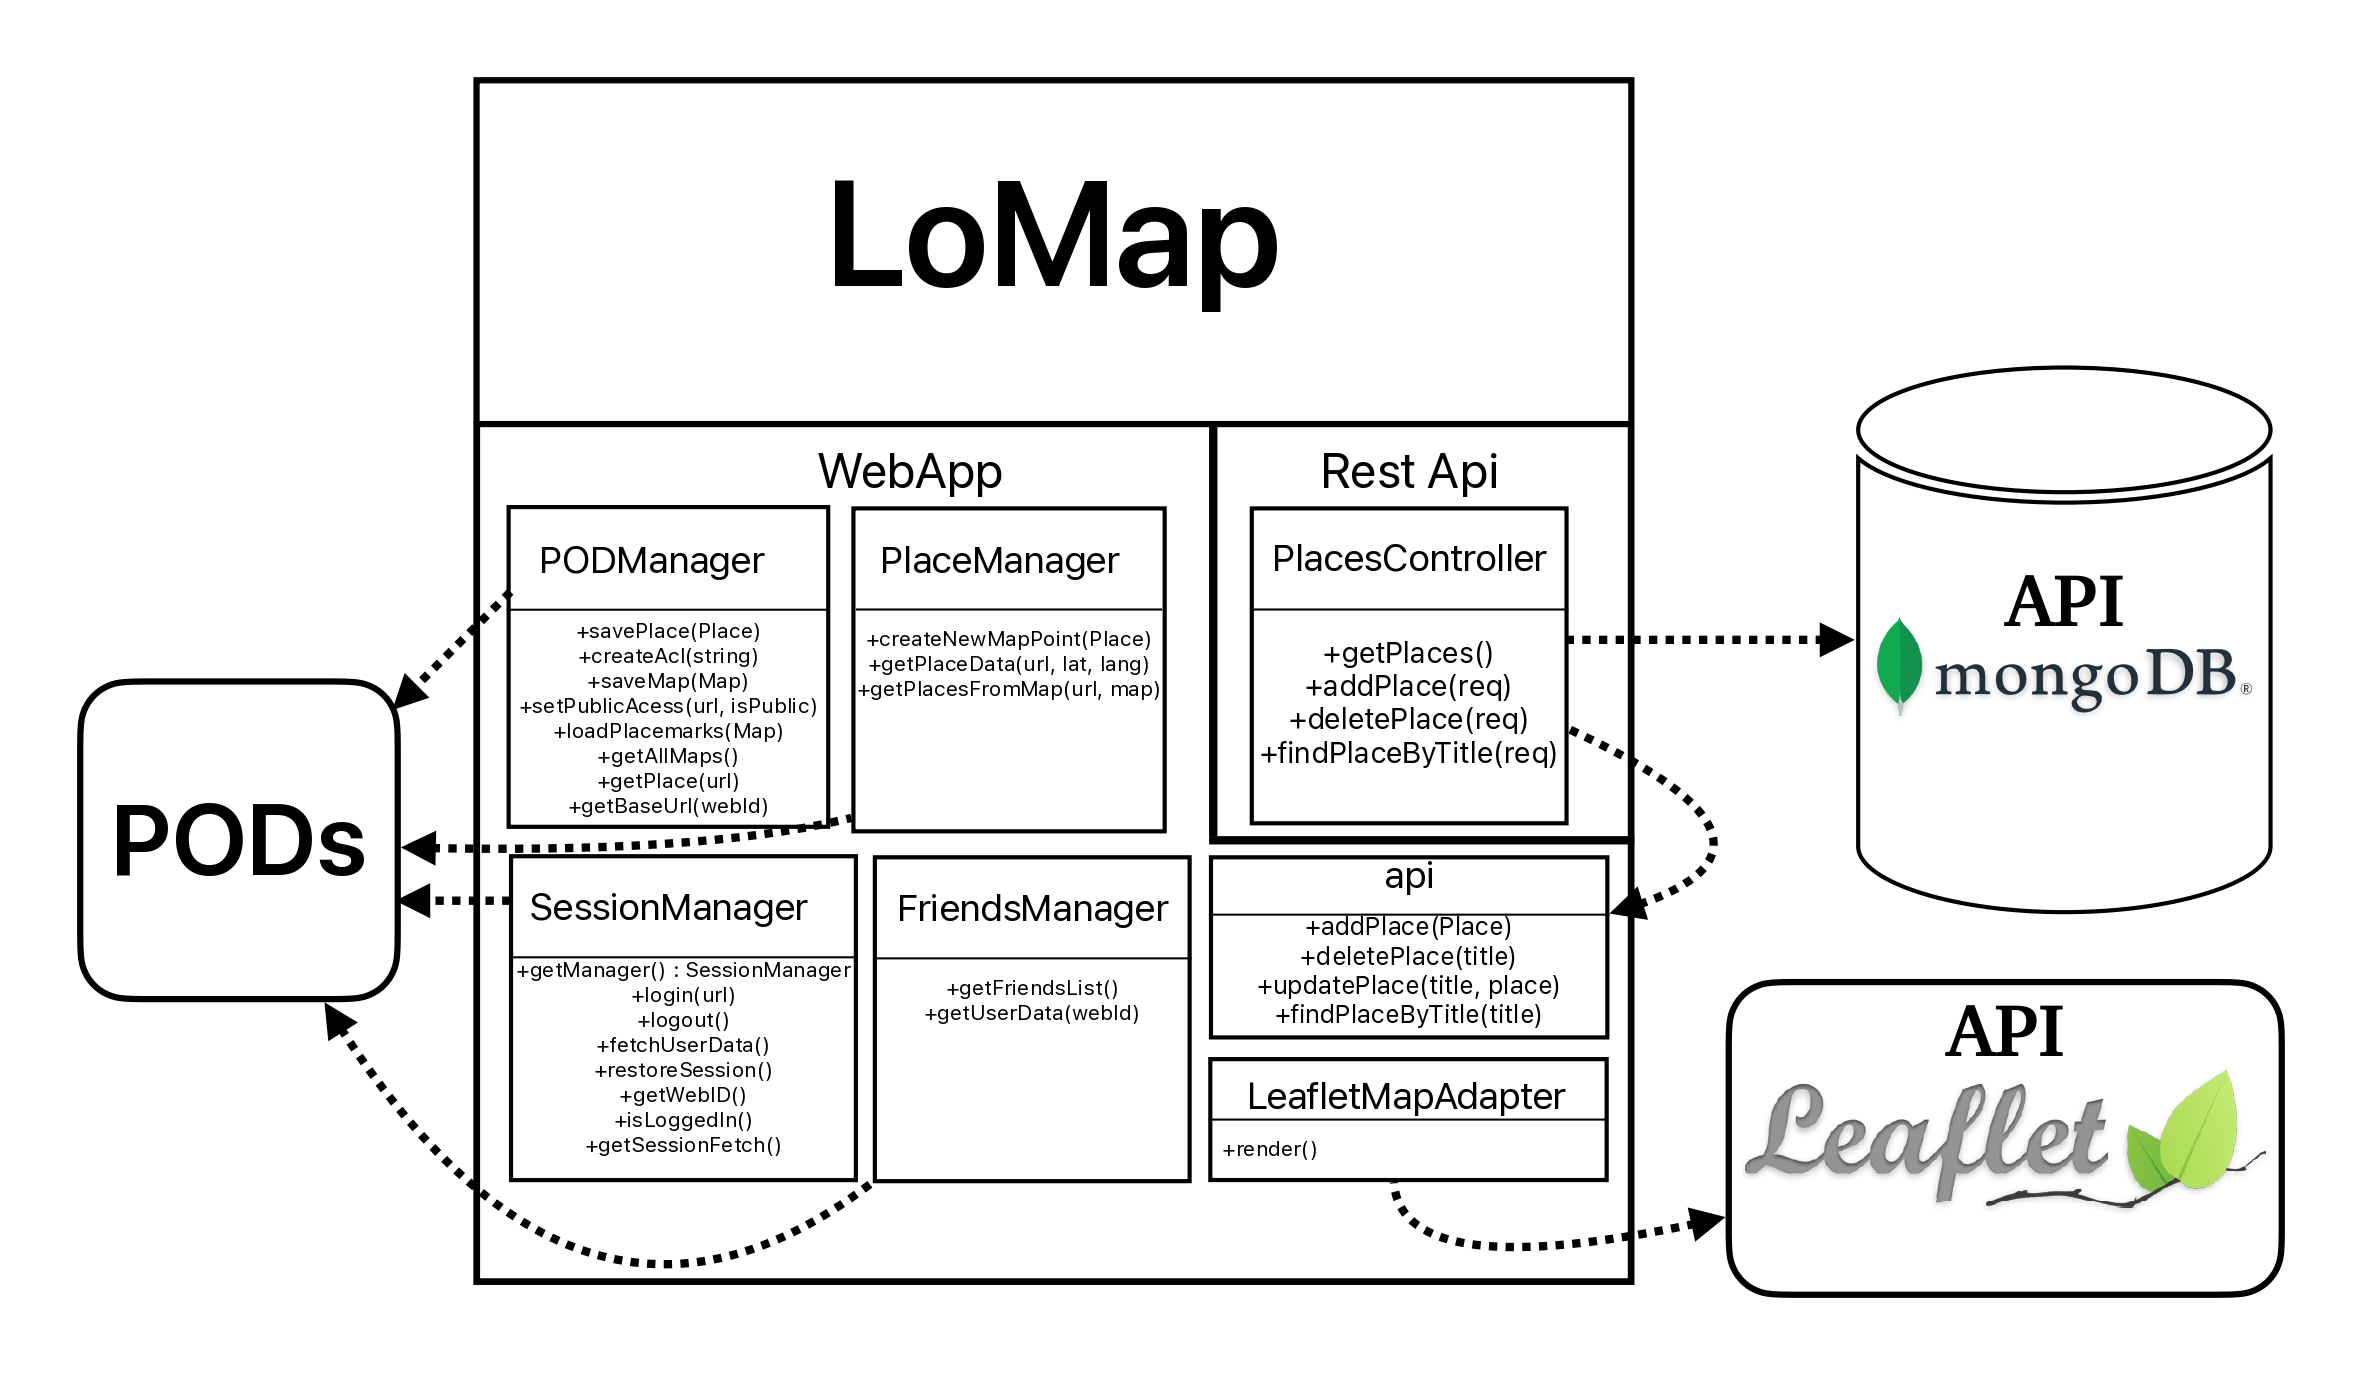 LoMap
WebApp
Rest Api
PODManager
+savePlace(Place)
+createAcl(string)
+saveMap(Map)
+setPublicAcess(url, isPublic)
+loadPlacemarks(Map)
+getAllMaps()
+getPlace(url)
+getBaseUrl(webId)
PlaceManager
+createNewMapPoint(Place)
+getPlaceData(url, lat, lang)
+getPlacesFromMap(url, map)
PlacesController
+getPlaces()
+addPlace(req)
+deletePlace(req)
+findPlaceByTitle(req)
API
mongoDB®
PODs
SessionManager
+getManager() : SessionManager
+login(url)
+logout()
+fetchUserData()
+restoreSession()
+getWebID()
+isLoggedIn()
+getSessionFetch()
FriendsManager
+getFriendsList()
+getUserData(webId)
api
+addPlace(Place)
+deletePlace(title)
+updatePlace(title, place)
+findPlaceByTitle(title)
LeafletMapAdapter
+render()
API
Leaflet